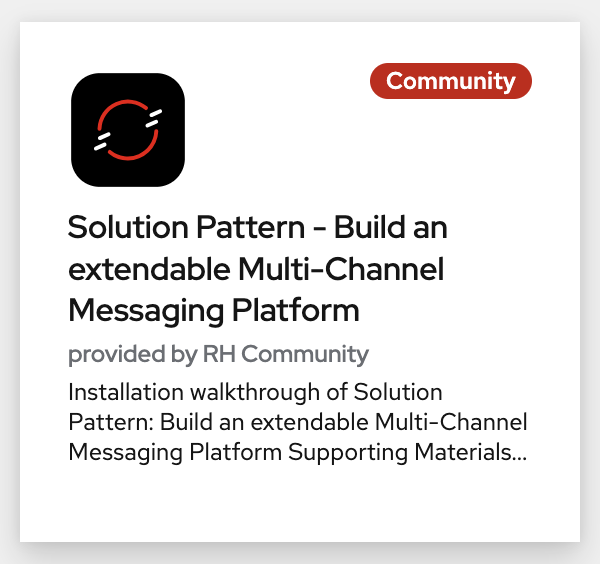 Community
Solution Pattern - Build an
extendable Multi-Channel
Messaging Platform
provided by RH Community
Installation walkthrough of Solution
Pattern: Build an extendable Multi-Channel
Messaging Platform Supporting Materials...